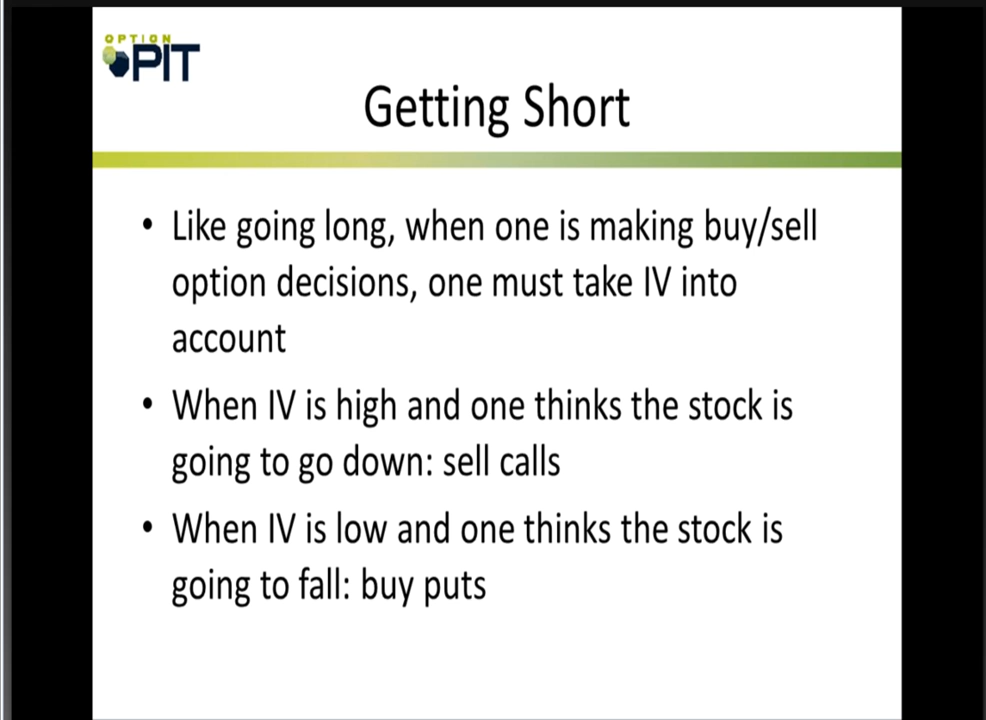 OPTION
PIT
Getting Short
• Like going long, when one is making buy/sell
option decisions, one must take IV into
account
• When IV is high and one thinks the stock is
going to go down: sell calls
• When IV is low and one thinks the stock is
going to fall: buy puts